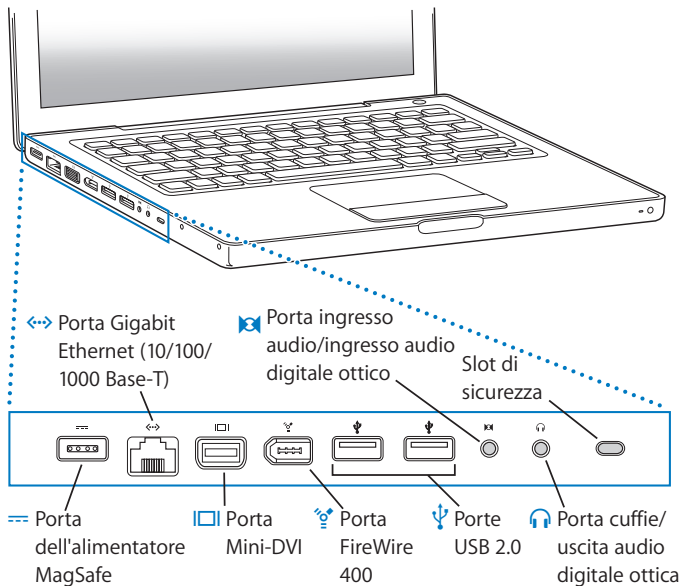 Porta Gigabit
Ethernet (10/100/
1000 Base-T)
Porta ingresso
audio/ingresso audio
digitale ottico
Slot di
sicurezza
Porta
dell'alimentatore
MagSafe
Porta
Mini-DVI
Porta
FireWire
400
Porte
USB 2.0
Porta cuffie/
uscita audio
digitale ottica